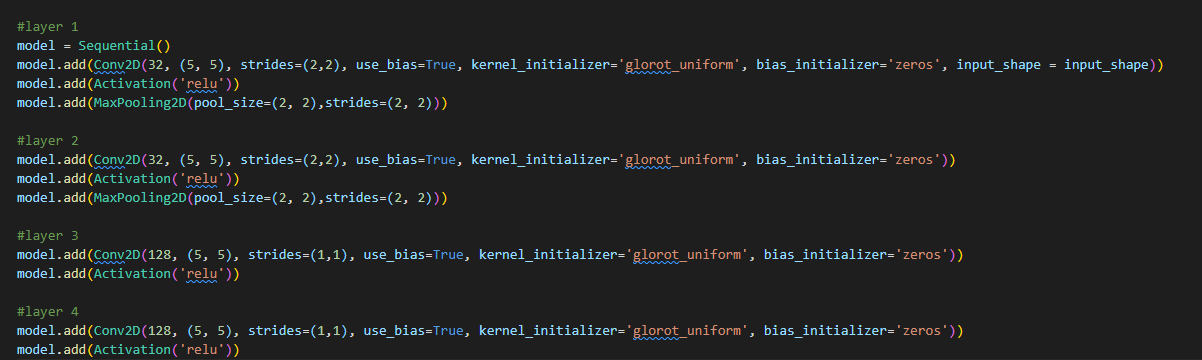 #layer 1
model = Sequential()
model.add(Conv2D(32, (5, 5), strides=(2,2), use_bias=True, kernel_initializer='glorot_uniform', bias_initializer='zeros', input_shape = input_shape))
model.add(Activation('relu'))
model.add(MaxPooling2D(pool_size=(2, 2),strides=(2, 2)))
#layer 2
model.add(Conv2D(32, (5, 5), strides=(2,2), use_bias=True, kernel_initializer='glorot_uniform', bias_initializer='zeros'))
model.add(Activation('relu'))
model.add(MaxPooling2D(pool_size=(2, 2),strides=(2, 2)))
#layer 3
model.add(Conv2D(128, (5, 5), strides=(1,1), use_bias=True, kernel_initializer='glorot_uniform', bias_initializer='zeros'))
model.add(Activation('relu'))
#layer 4
model.add(Conv2D(128, (5, 5), strides=(1,1), use_bias=True, kernel_initializer='glorot_uniform', bias_initializer='zeros'))
model.add(Activation('relu'))